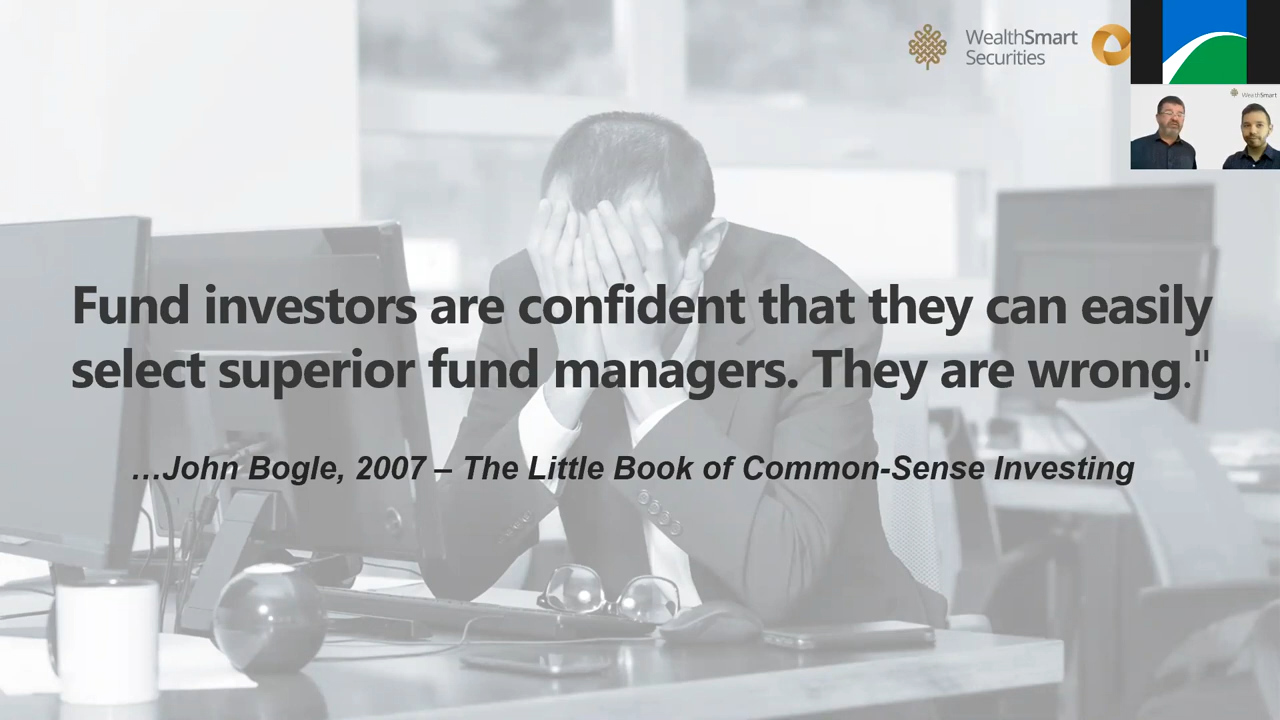 WealthSmart
Securities
WealthSmart
Fund investors are confident that they can easily
select superior fund managers. They are wrong."
…John Bogle, 2007 – The Little Book of Common-Sense Investing